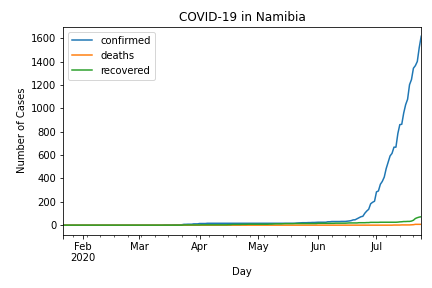 COVID-19 in Namibia
confirmed
deaths
recovered
Number of Cases
1600
1400
1200
1000
800
600
400
200
0
Feb
2020
Mar
Apr
May
Jun
Jul
Day